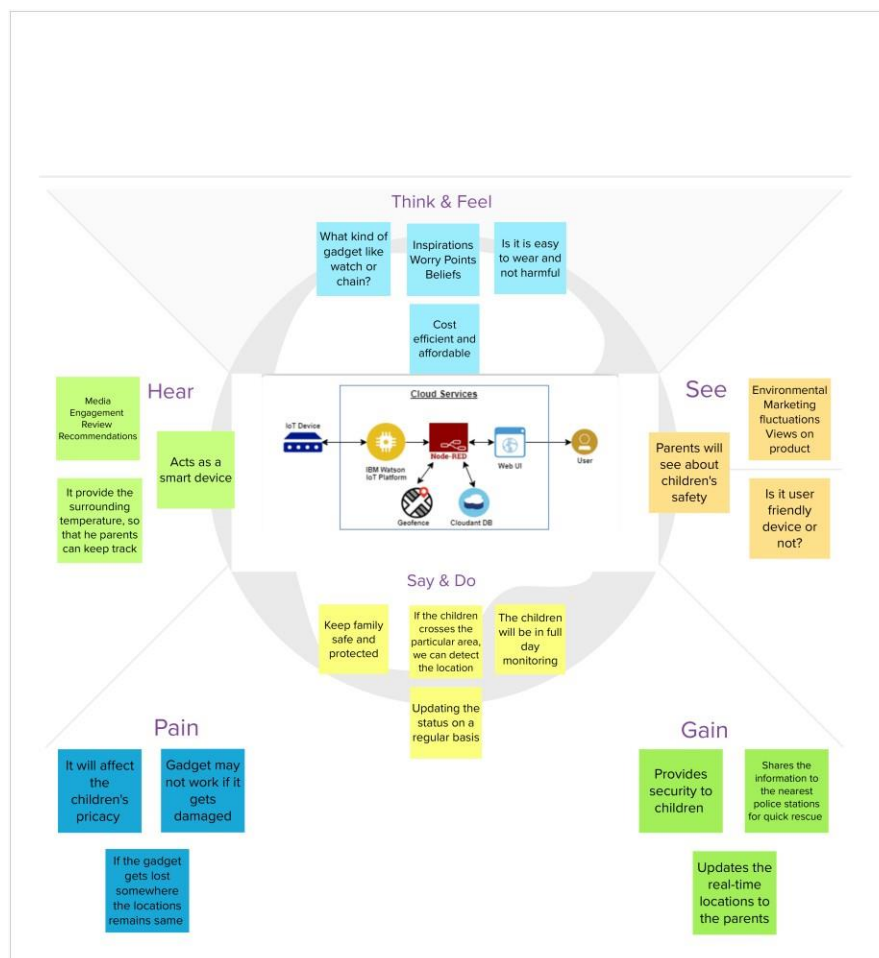 Think & Feel
What kind of
gadget like
watch or
chain?
Inspirations
Worry Points
Beliefs
Is it is easy
to wear and
not harmful
Cost
efficient and
affordable
Hear
Media
Engagement
Review
Recommendations
Acts as a
smart device
It provide the
surrounding
temperature, so
that he parents
can keep track
Cloud Services
IoT Device
IBM Watson
IoT Platform
Node-RED
Web UI
User
Geofence
Cloudant DB
See
Environmental
Marketing
fluctuations
Views on
product
Parents will
see about
children's
safety
Is it user
friendly
device or
not?
Say & Do
Keep family
safe and
protected
If the children
crosses the
particular area,
we can detect
the location
The children
will be in full
day
monitoring
Updating the
status on a
regular basis
Pain
It will affect
the
children's
pricacy
Gadget may
not work if it
gets
damaged
If the gadget
gets lost
somewhere
the locations
remains same
Gain
Provides
security to
children
Shares the
information to
the nearest
police stations
for quick rescue
Updates the
real-time
locations to
the parents